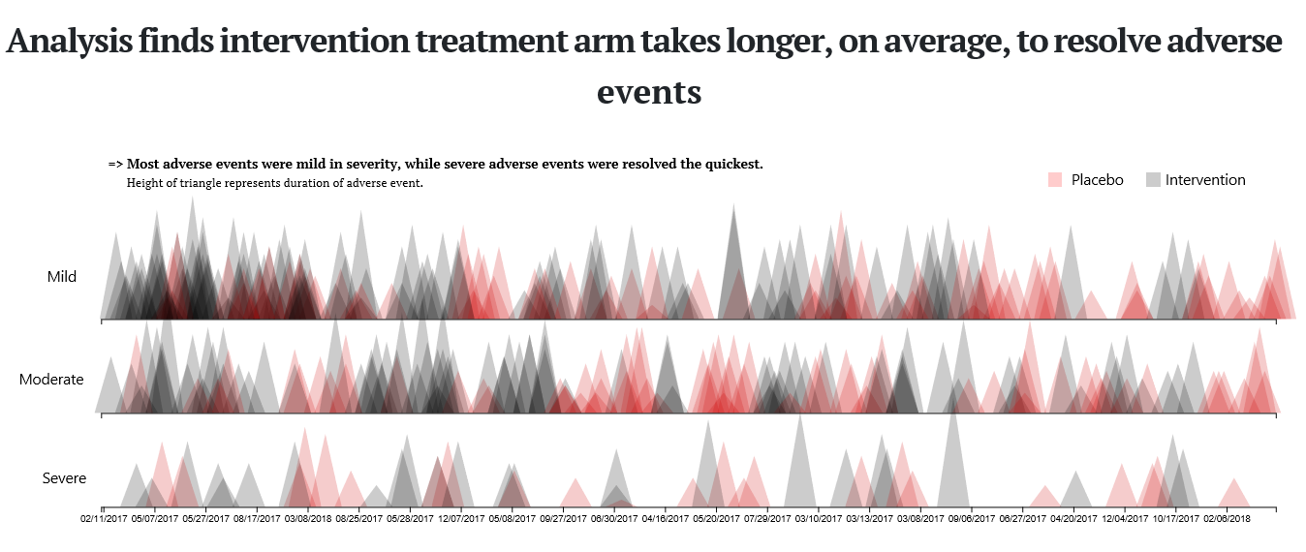 Analysis finds intervention treatment arm takes longer, on average, to resolve adverse
events
=> Most adverse events were mild in severity, while severe adverse events were resolved the quickest.
Height of triangle represents duration of adverse event.
Placebo Intervention
Mild
Moderate
Severe
02/11/2017 05/07/2017 05/27/2017 08/17/2017 03/08/2018 08/25/2017 05/28/2017 12/07/2017 05/08/2017 09/27/2017 06/30/2017 04/16/2017 05/20/2017 07/29/2017 03/10/2017 03/13/2017 03/08/2017 09/06/2017 06/27/2017 04/20/2017 12/04/2017 10/17/2017 02/06/2018